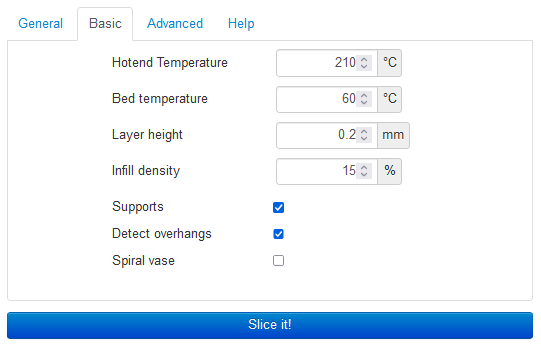 General Basic Advanced Help
Hotend Temperature 210 °C
Bed temperature 60 °C
Layer height 0.2 mm
Infill density 15 %
Supports
Detect overhangs
Spiral vase
Slice it!